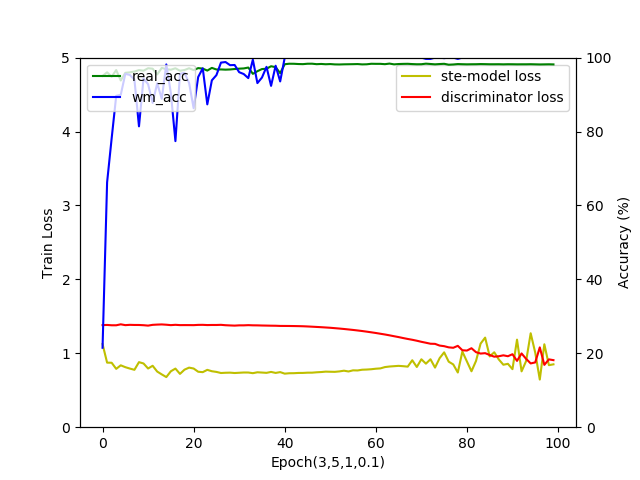 real_acc
wm_acc
ste-model loss
discriminator loss
5
4
3
2
1
0
Train Loss
100
80
60
40
20
0
Accuracy (%)
0 20 40 60 80 100
Epoch(3,5,1,0.1)